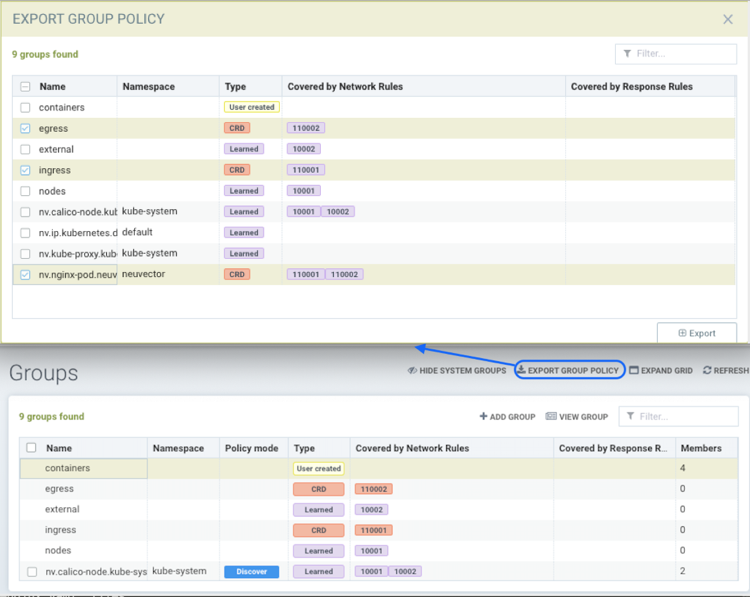 EXPORT GROUP POLICY
9 groups found
Filter...
Name Namespace Type Covered by Network Rules Covered by Response Rules
containers User created
egress CRD 110002
external Learned 10002
ingress CRD 110001
nodes Learned 10001
nv.calico-node.kub kube-system Learned 10001 10002
nv.ip.kubernetes.d default Learned
nv.kube-proxy.kub kube-system Learned
nv.nginx-pod.neuv neuvector CRD 110001 110002
Export
Groups
HIDE SYSTEM GROUPS EXPORT GROUP POLICY EXPAND GRID REFRESH
9 groups found
ADD GROUP VIEW GROUP Filter...
Name Namespace Policy mode Type Covered by Network Rules Covered by Response R... Members
containers User created 4
egress CRD 110002 0
external Learned 10002 0
ingress CRD 110001 0
nodes Learned 10001 0
nv.calico-node.kube-sys kube-system Discover Learned 10001 10002 2